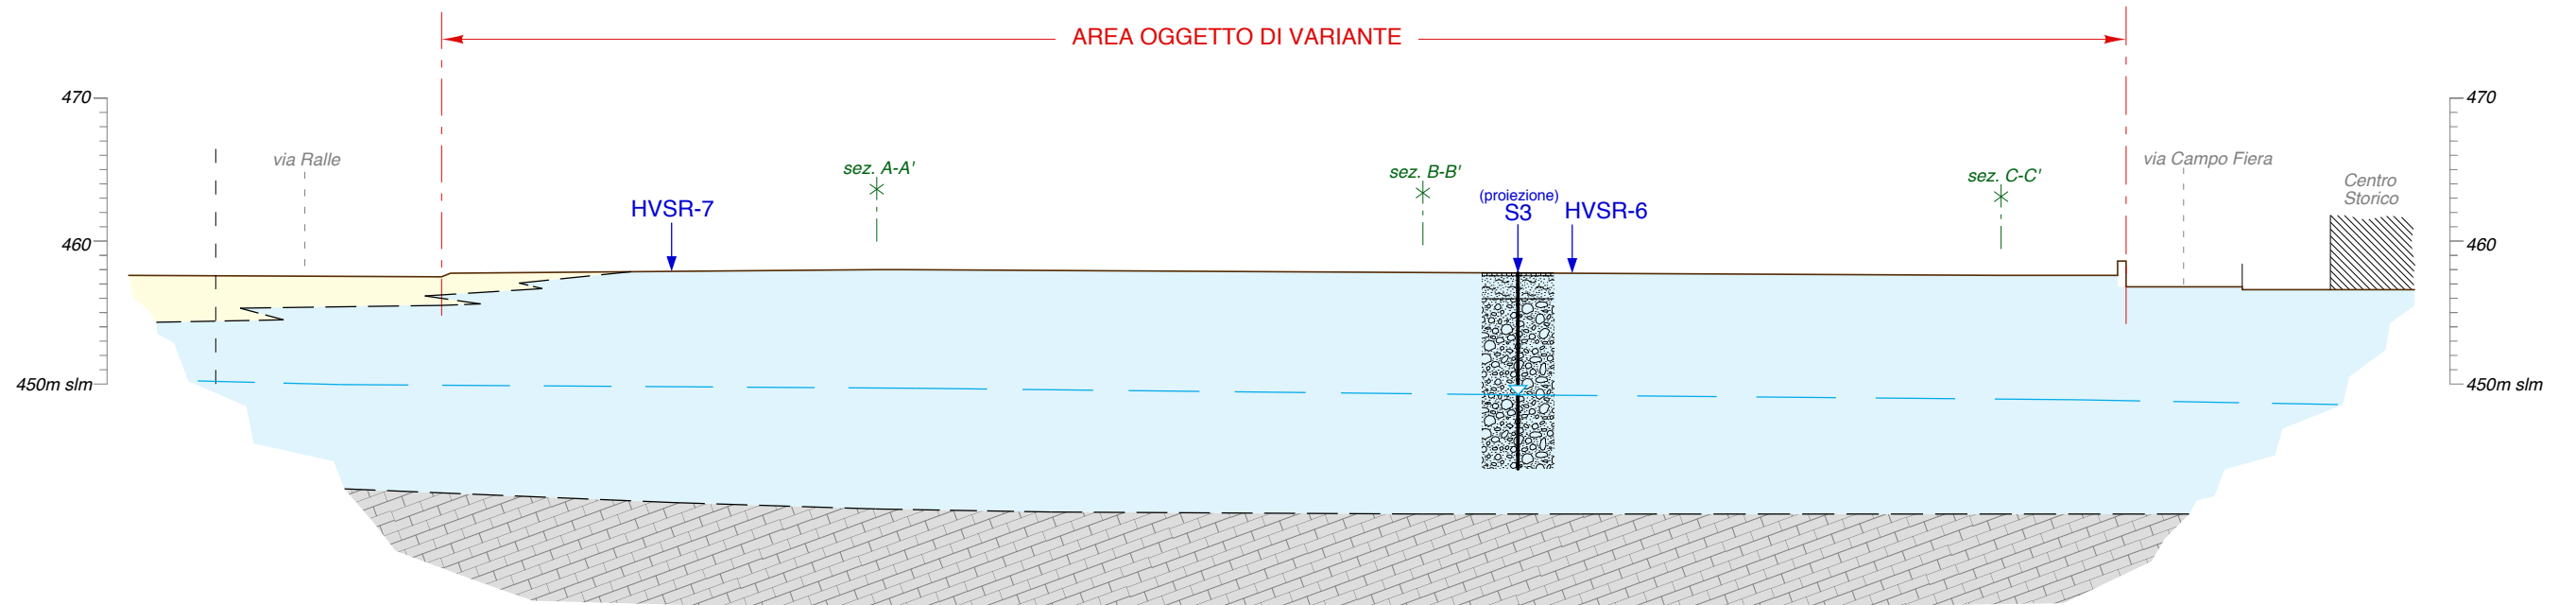 AREA OGGETTO DI VARIANTE
470
470
via Ralle
sez. A-A'
sez. B-B'
sez. C-C'
via Campo Fiera
Centro
Storico
HVSR-7
(proiezione)
S3
HVSR-6
460
460
450m slm
450m slm